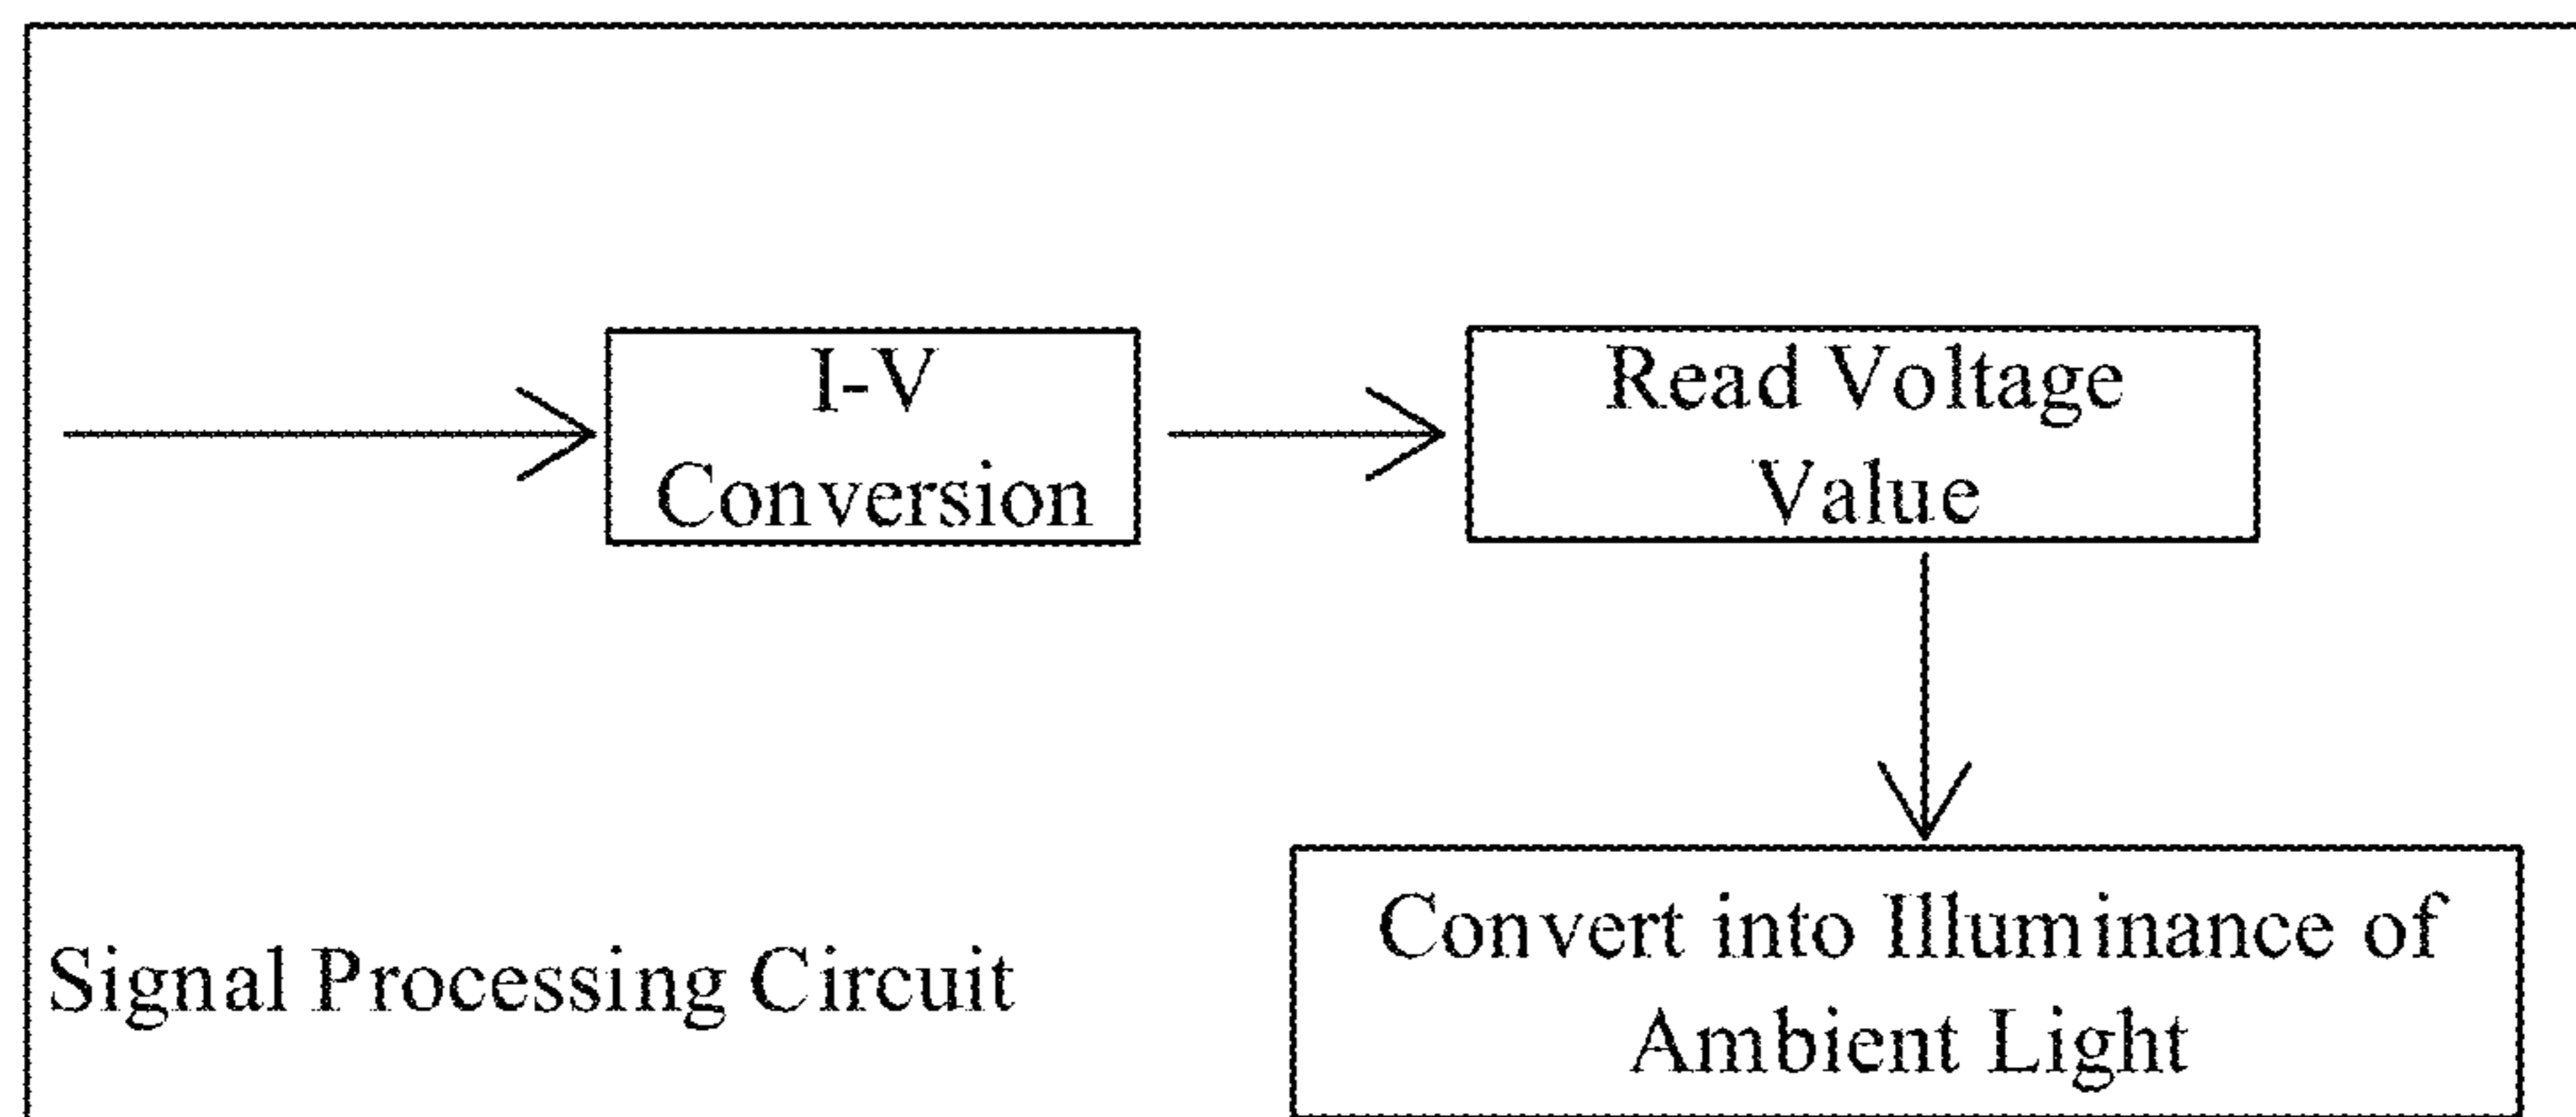 I-V
Conversion
Read Voltage
Value
Convert into Illuminance of
Ambient Light
Signal Processing Circuit